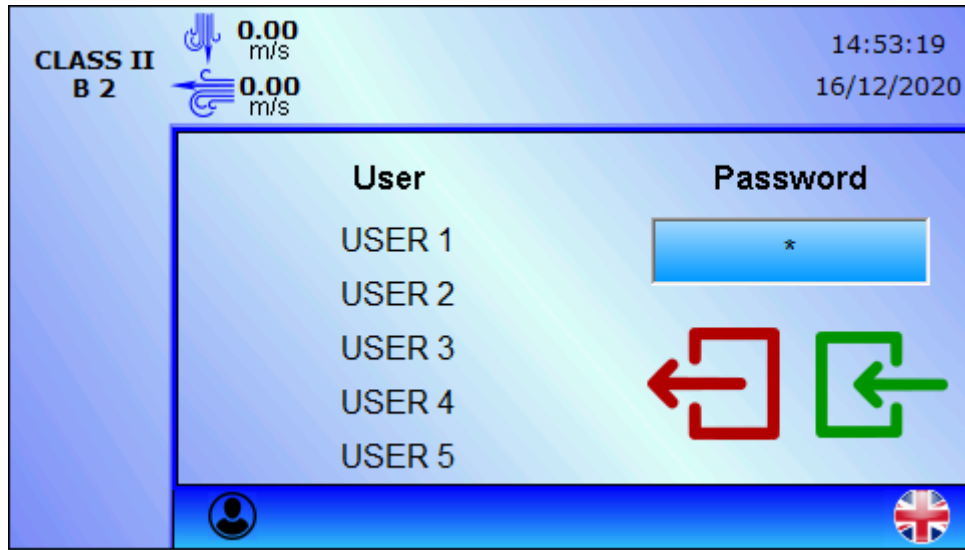 CLASS II
B 2
0.00
m/s
0.00
m/s
14:53:19
16/12/2020
User
Password
USER 1
*
USER 2
USER 3
USER 4
USER 5